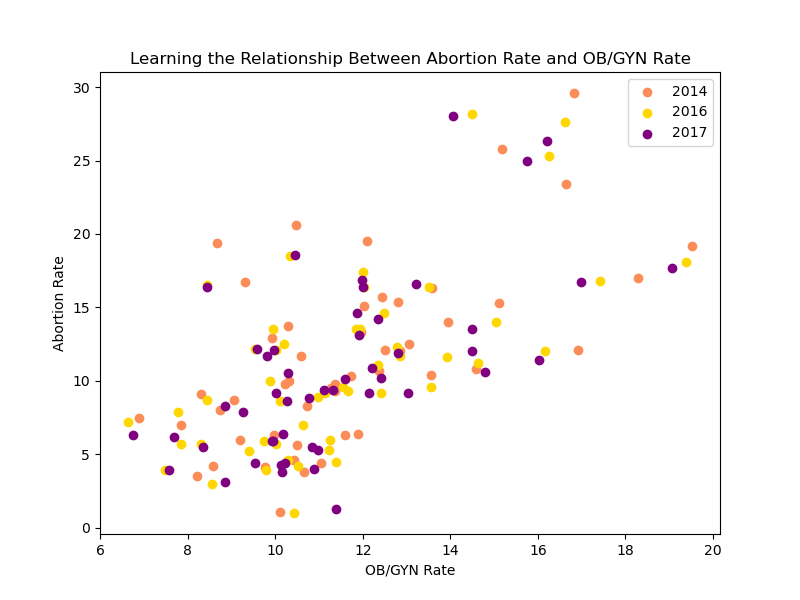 Learning the Relationship Between Abortion Rate and OB/GYN Rate
2014
2016
2017
30
25
20
15
10
5
0
Abortion Rate
6 8 10 12 14 16 18 20
OB/GYN Rate